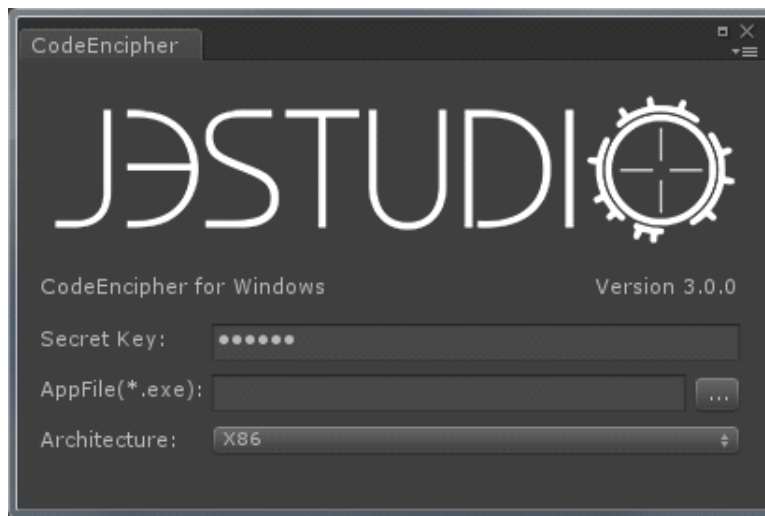 CodeEncipher
J3STUDIO
CodeEncipher for Windows
Version 3.0.0
Secret Key: ●●●●●●
AppFile(*.exe): ...
Architecture: X86